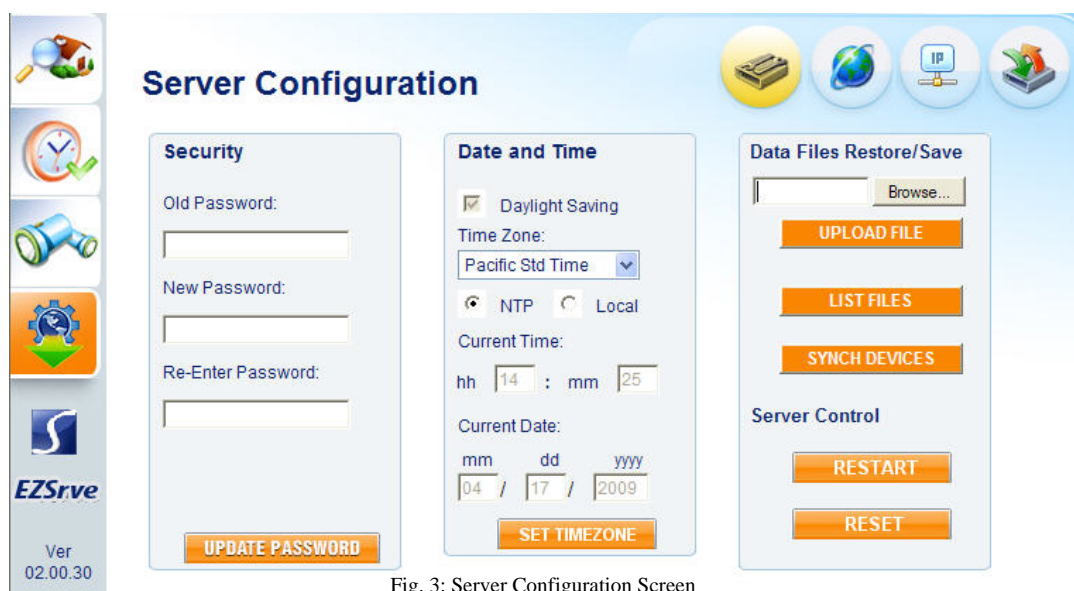 IP
Server Configuration
Security
Old Password:
New Password:
Re-Enter Password:
UPDATE PASSWORD
Date and Time
Daylight Saving
Time Zone:
Pacific Std Time
NTP Local
Current Time:
hh 14 : mm 25
Current Date:
mm dd yyyy
04 / 17 / 2009
SET TIMEZONE
Data Files Restore/Save
Browse...
UPLOAD FILE
LIST FILES
SYNCH DEVICES
Server Control
RESTART
RESET
EZSrve
Ver
02.00.30
Fig. 3: Server Configuration Screen